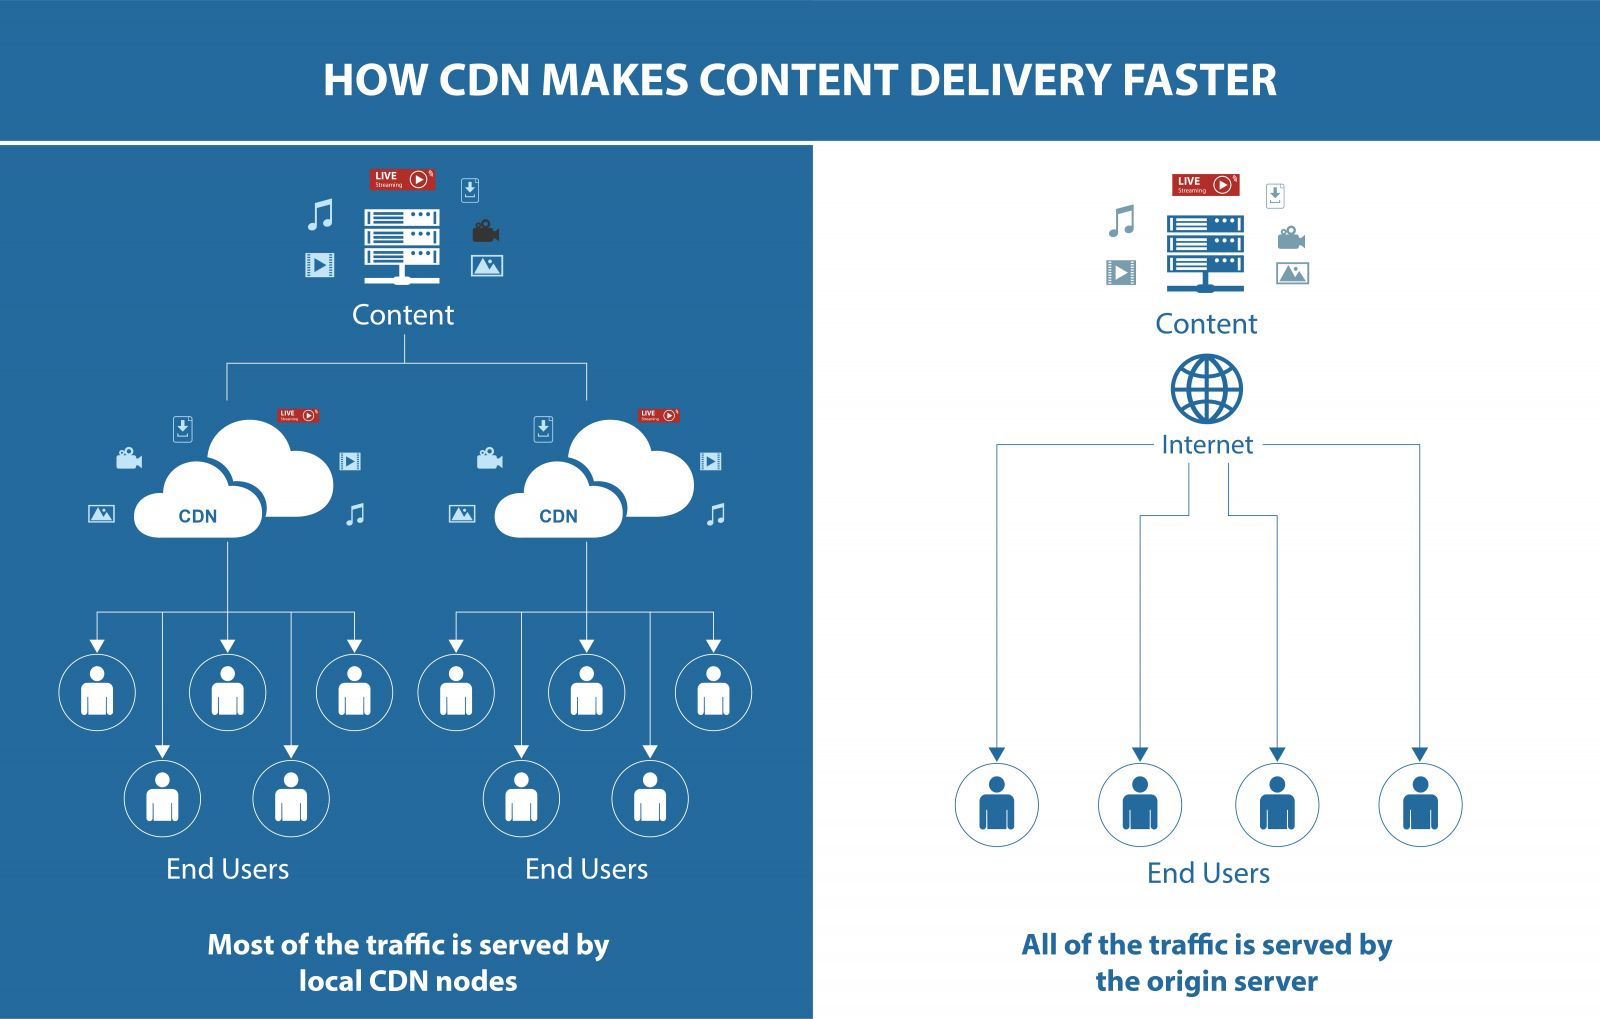 HOW CDN MAKES CONTENT DELIVERY FASTER
LIVE
Streaming
Content
LIVE
Streaming
CDN
LIVE
Streaming
CDN
End Users
End Users
Most of the traffic is served by
local CDN nodes
LIVE
Streaming
Content
Internet
End Users
All of the traffic is served by
the origin server